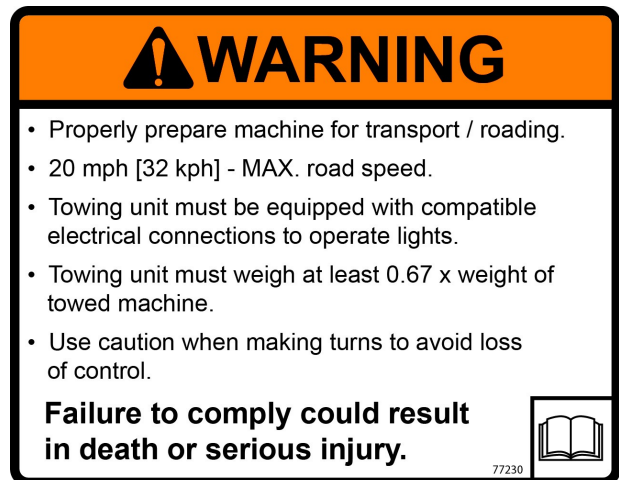 WARNING
• Properly prepare machine for transport / roading.
• 20 mph [32 kph] - MAX. road speed.
• Towing unit must be equipped with compatible
electrical connections to operate lights.
• Towing unit must weigh at least 0.67 x weight of
towed machine.
• Use caution when making turns to avoid loss
of control.
Failure to comply could result
in death or serious injury.
77230